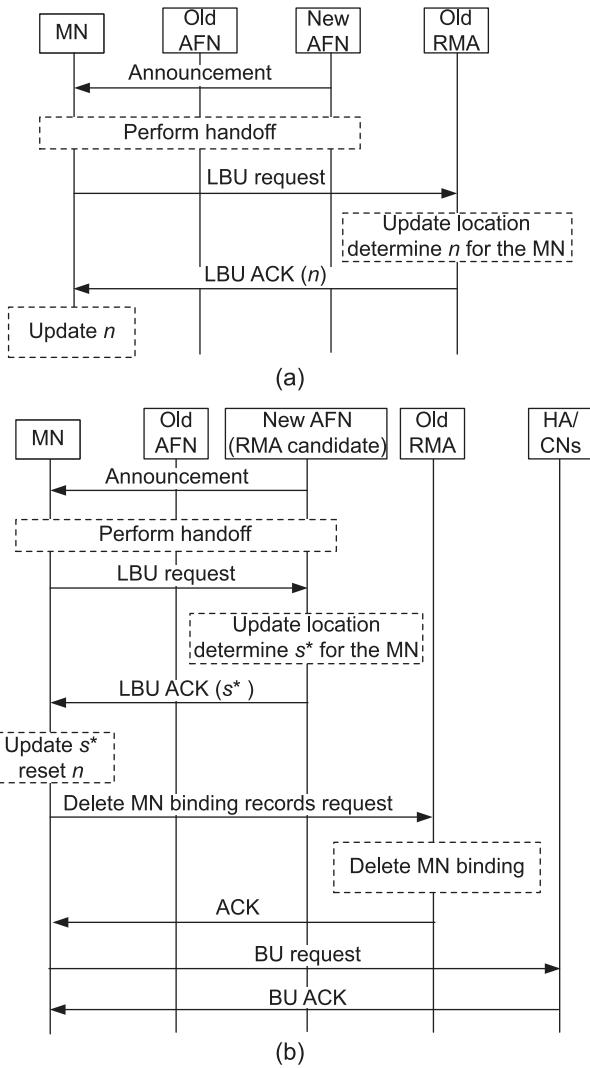 MN
Old
AFN
New
AFN
Old
RMA
Announcement
Perform handoff
LBU request
Update location
determine n for the MN
LBU ACK (n)
Update n
(a)
MN
Old
AFN
New AFN
(RMA candidate)
Old
RMA
HA/
CNs
Announcement
Perform handoff
LBU request
Update location
determine s* for the MN
LBU ACK (s* )
Update s*
reset n
Delete MN binding records request
Delete MN binding
ACK
BU request
BU ACK
(b)